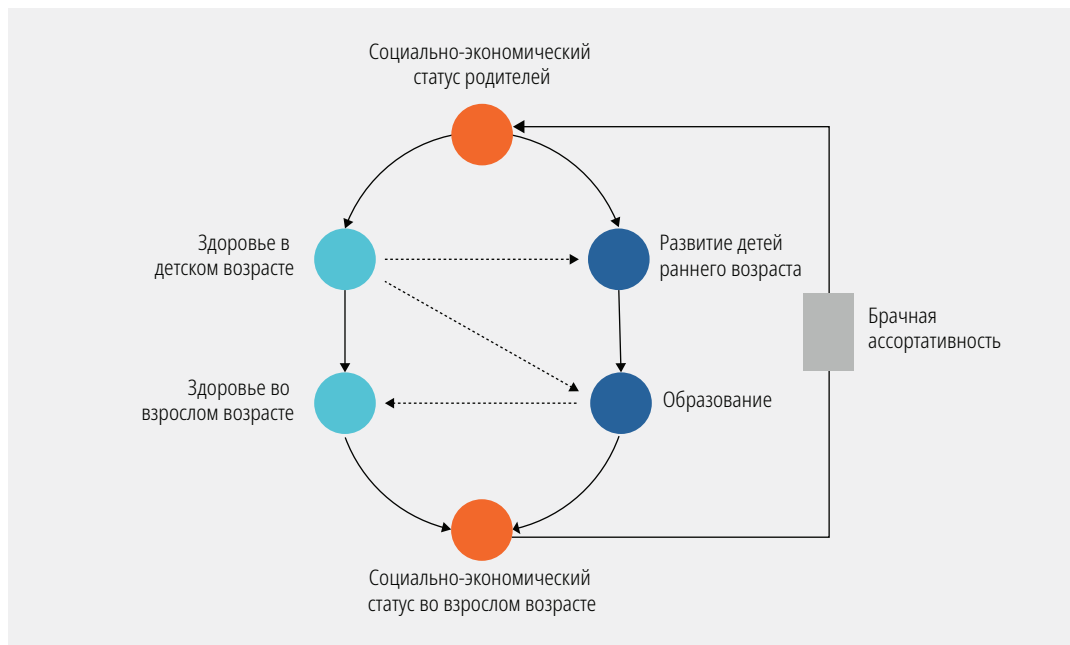 Социально-экономический
статус родителей
Здоровье в
детском возрасте
Развитие детей
раннего возраста
Брачная
ассортативность
Здоровье во
взрослом возрасте
Образование
Социально-экономический
статус во взрослом возрасте